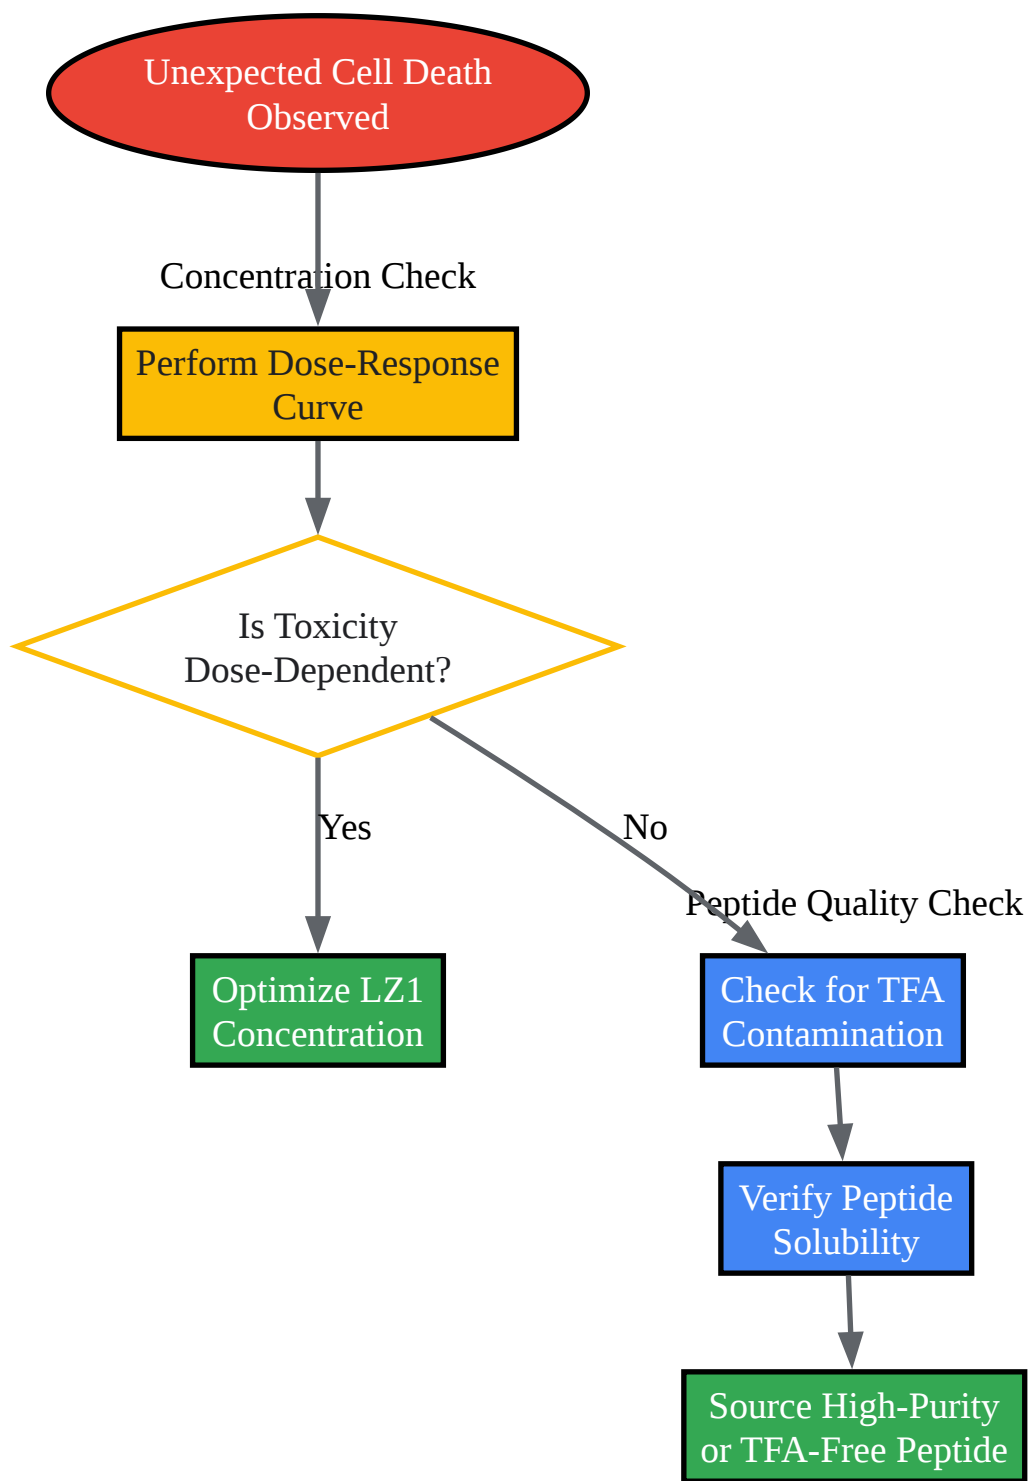 Unexpected Cell Death
Observed
Concentration Check
Perform Dose-Response
Curve
Is Toxicity
Dose-Dependent?
Yes
No
Peptide Quality Check
Optimize LZ1
Concentration
Check for TFA
Contamination
Verify Peptide
Solubility
Source High-Purity
or TFA-Free Peptide